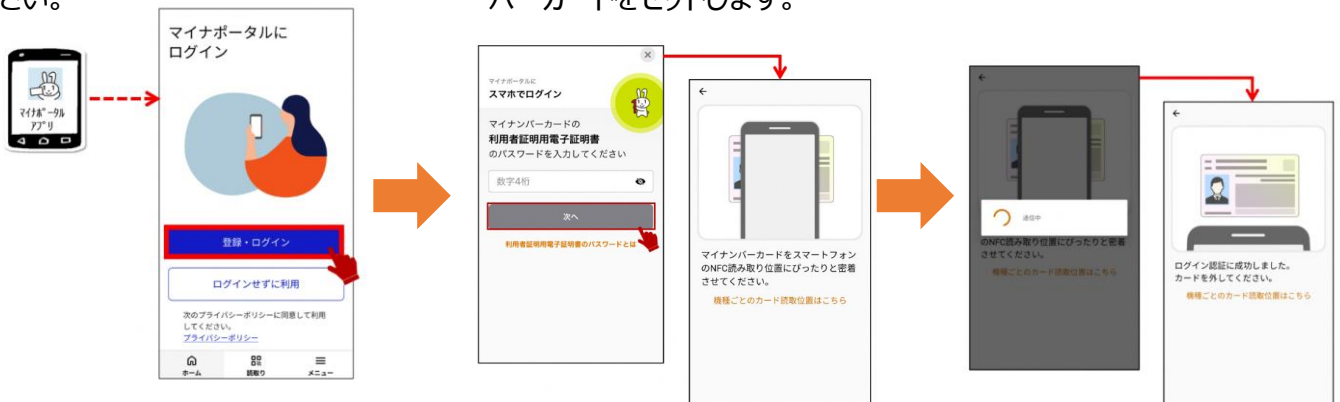 さい。
バーカードをセットします。
マイナポータル
アプリ
マイナポータルに
ログイン
登録・ログイン
ログインせずに利用
次のプライバシーポリシーに同意して利用
してください。
プライバシーポリシー
ホーム
読取り
メニュー
マイナポータルに
スマホでログイン
マイナンバーカードの
利用者証明用電子証明書
のパスワードを入力してください
数字4桁
次へ
利用者証明用電子証明書のパスワードとは
マイナンバーカードをスマートフォン
のNFC読み取り位置にぴったりと密着
させてください。
機種ごとのカード読取位置はこちら
通信中
のNFC読み取り位置にぴったりと密着
させてください。
機種ごとのカード読取位置はこちら
ログイン認証に成功しました。
カードを外してください。
機種ごとのカード読取位置はこちら